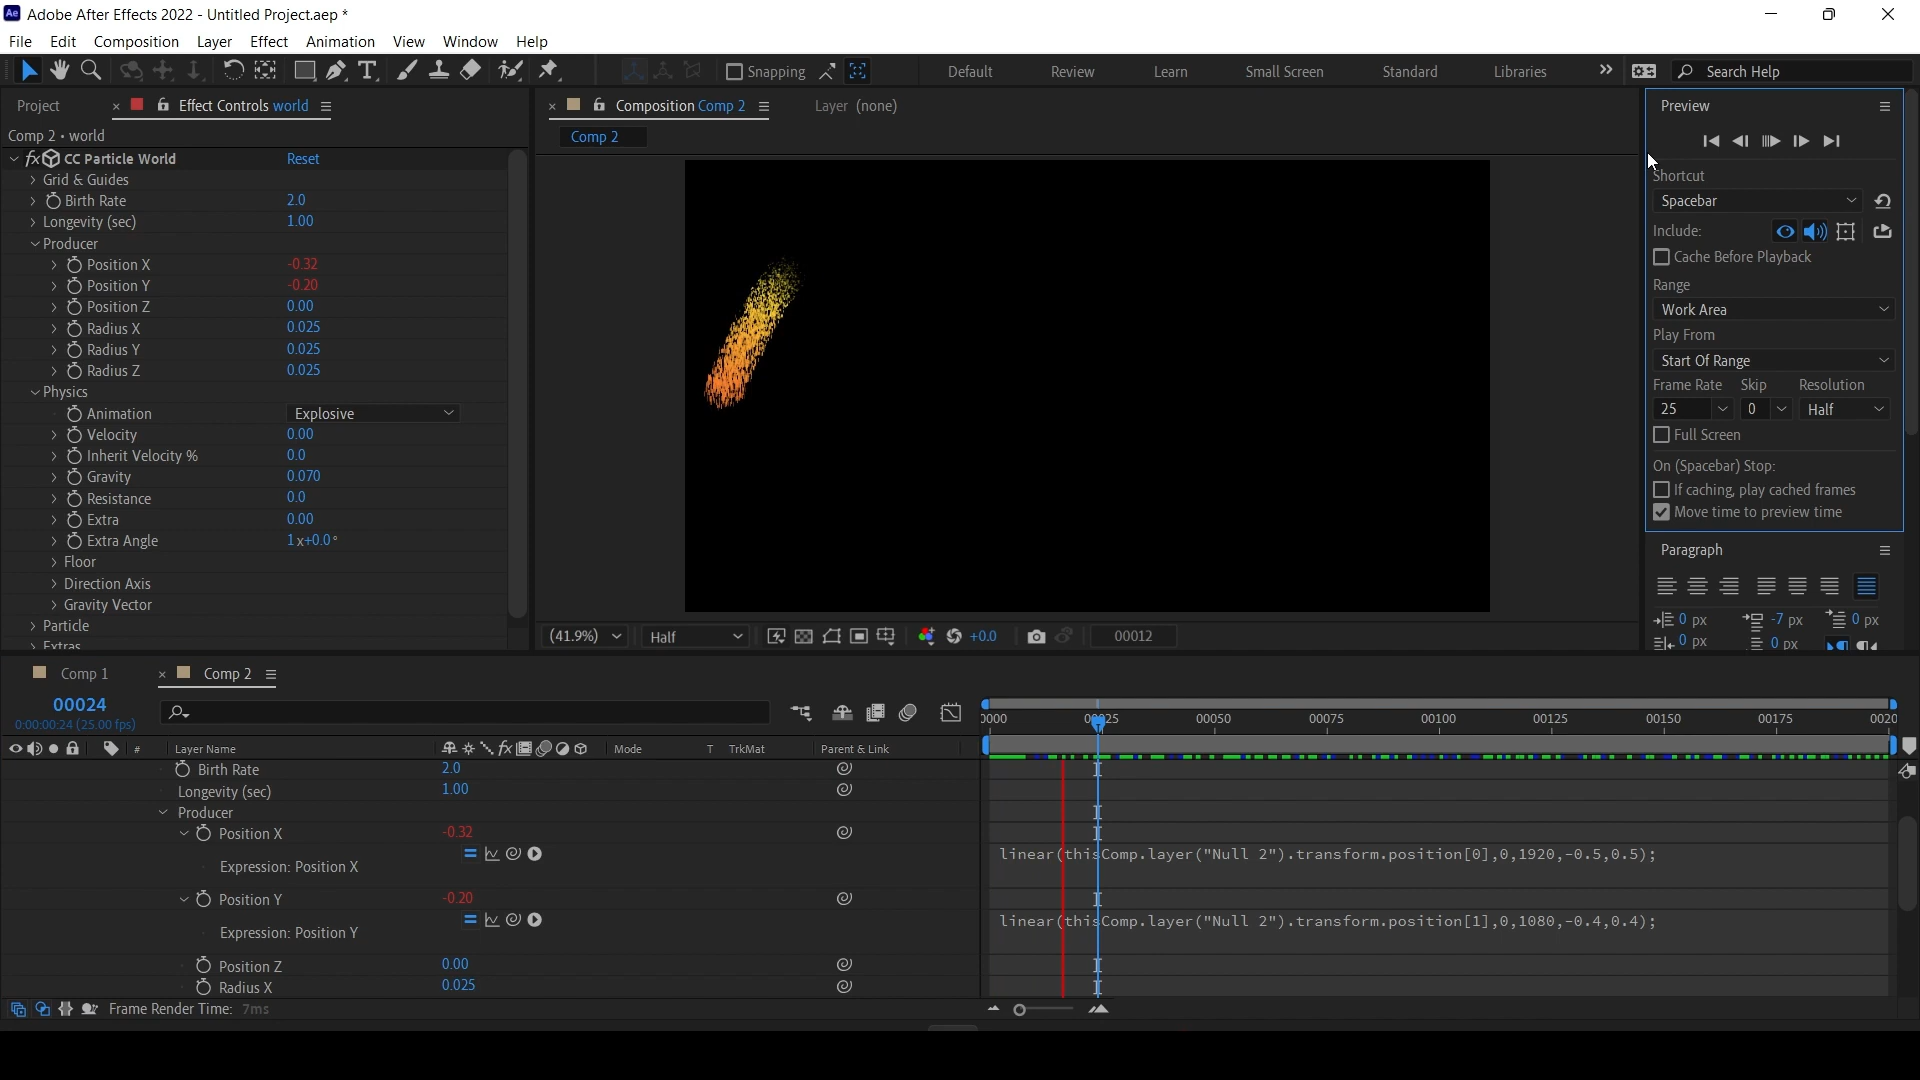 Ae Adobe After Effects 2022 - Untitled Project.aep *
File Edit Composition Layer Effect Animation View Window Help
Snapping Default Review Learn Small Screen Standard Libraries Search Help
Project Effect Controls world
Comp 2 • world
fx CC Particle World Reset
Grid & Guides
Birth Rate 2.0
Longevity (sec) 1.00
Producer
Position X -0.32
Position Y -0.20
Position Z 0.00
Radius X 0.025
Radius Y 0.025
Radius Z 0.025
Physics
Animation Explosive
Velocity 0.00
Inherit Velocity % 0.0
Gravity 0.070
Resistance 0.0
Extra 0.00
Extra Angle 1x+0.0°
Floor
Direction Axis
Gravity Vector
Particle
Extras
Composition Comp 2 Layer (none)
Comp 2
(41.9%) Half +0.0 00012
Preview
Shortcut
Spacebar
Include:
Cache Before Playback
Range
Work Area
Play From
Start Of Range
Frame Rate Skip Resolution
25 0 Half
Full Screen
On (Spacebar) Stop:
If caching, play cached frames
Move time to preview time
Paragraph
0 px -7 px 0 px
0 px 0 px
Comp 1 Comp 2
00024
0:00:00:24 (25.00 fps)
0000 00025 00050 00075 00100 00125 00150 00175 0020
# Layer Name fx Mode T TrkMat Parent & Link
Birth Rate 2.0
Longevity (sec) 1.00
Producer
Position X -0.32
Expression: Position X linear(thisComp.layer("Null 2").transform.position[0],0,1920,-0.5,0.5);
Position Y -0.20
Expression: Position Y linear(thisComp.layer("Null 2").transform.position[1],0,1080,-0.4,0.4);
Position Z 0.00
Radius X 0.025
Frame Render Time: 7ms